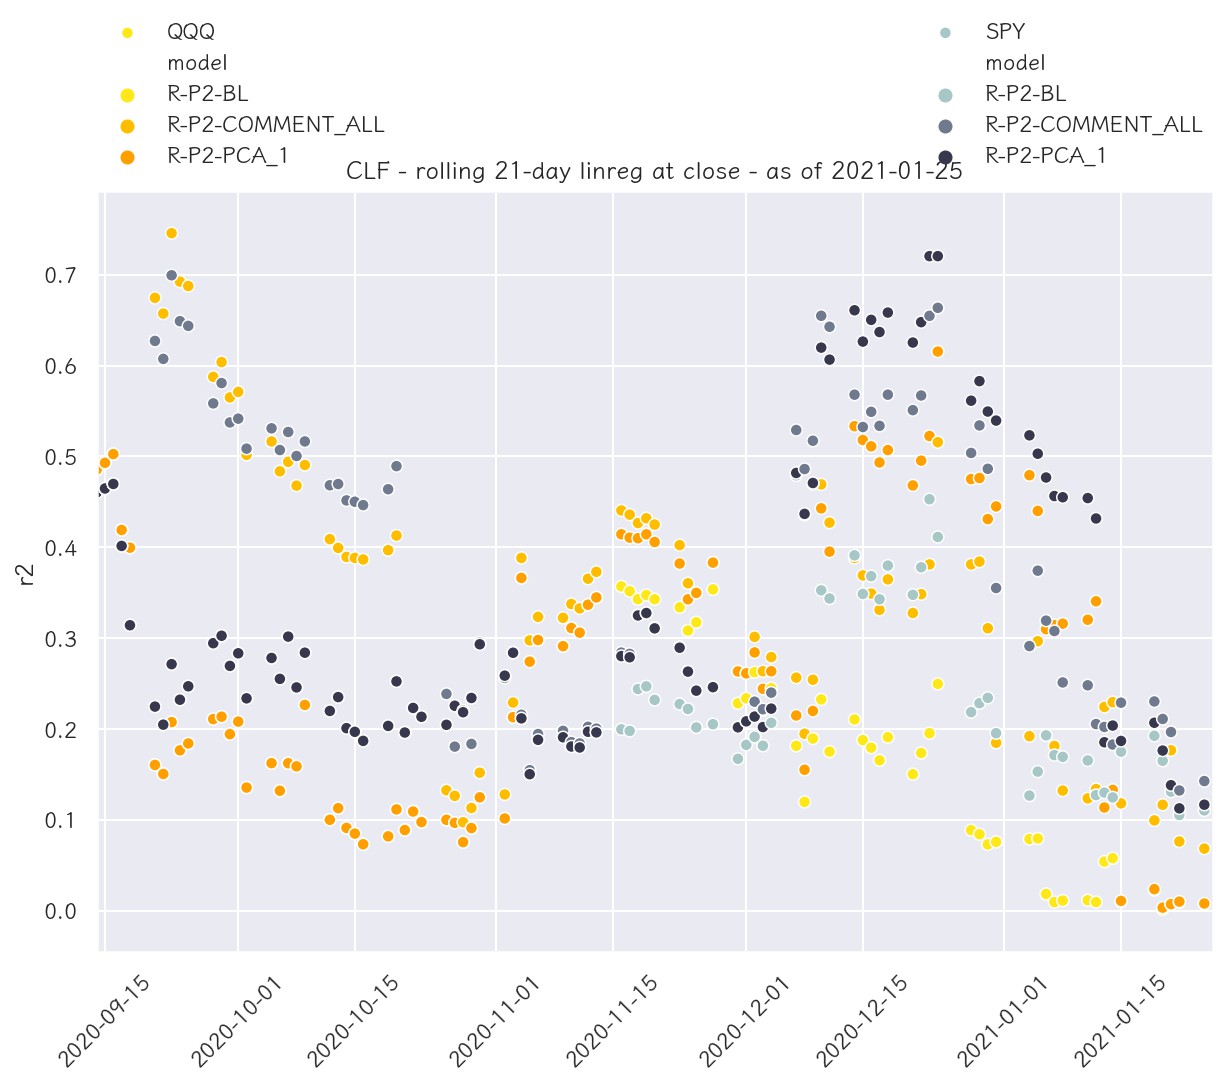 QQQ
model
R-P2-BL
R-P2-COMMENT_ALL
R-P2-PCA_1
SPY
model
R-P2-BL
R-P2-COMMENT_ALL
R-P2-PCA_1
CLF - rolling 21-day linreg at close - as of 2021-01-25
r2
0.7
0.6
0.5
0.4
0.3
0.2
0.1
0.0
2020-09-15
2020-10-01
2020-10-15
2020-11-01
2020-11-15
2020-12-01
2020-12-15
2021-01-01
2021-01-15